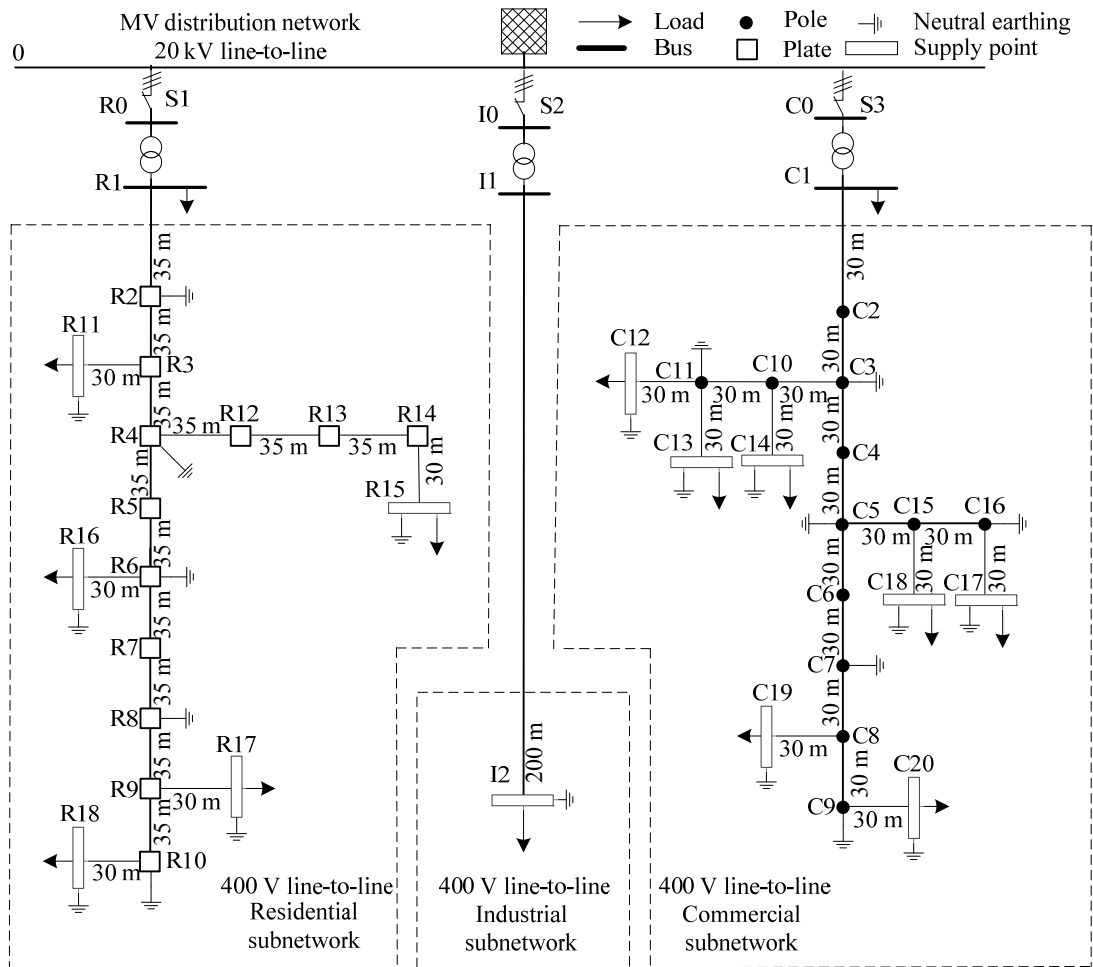 MV distribution network
20 kV line-to-line
0
Load
Bus
Pole
Plate
Neutral earthing
Supply point
R0
S1
I0
S2
C0
S3
R1
I1
C1
35 m
30 m
R2
C2
35 m
30 m
R11
R3
30 m
C12
C11
C10
C3
30 m
30 m
30 m
35 m
R4
35 m
R12
R13
R14
35 m
35 m
30 m
30 m
30 m
30 m
C13
C14
C4
35 m
R15
R5
30 m
C5
C15
C16
30 m
30 m
R16
35 m
R6
30 m
30 m
30 m
30 m
C18
C17
C6
35 m
30 m
R7
C7
35 m
R8
C19
30 m
C8
30 m
35 m
R17
R9
30 m
200 m
I2
30 m
C20
C9
30 m
R18
35 m
R10
30 m
400 V line-to-line
Residential
subnetwork
400 V line-to-line
Industrial
subnetwork
400 V line-to-line
Commercial
subnetwork